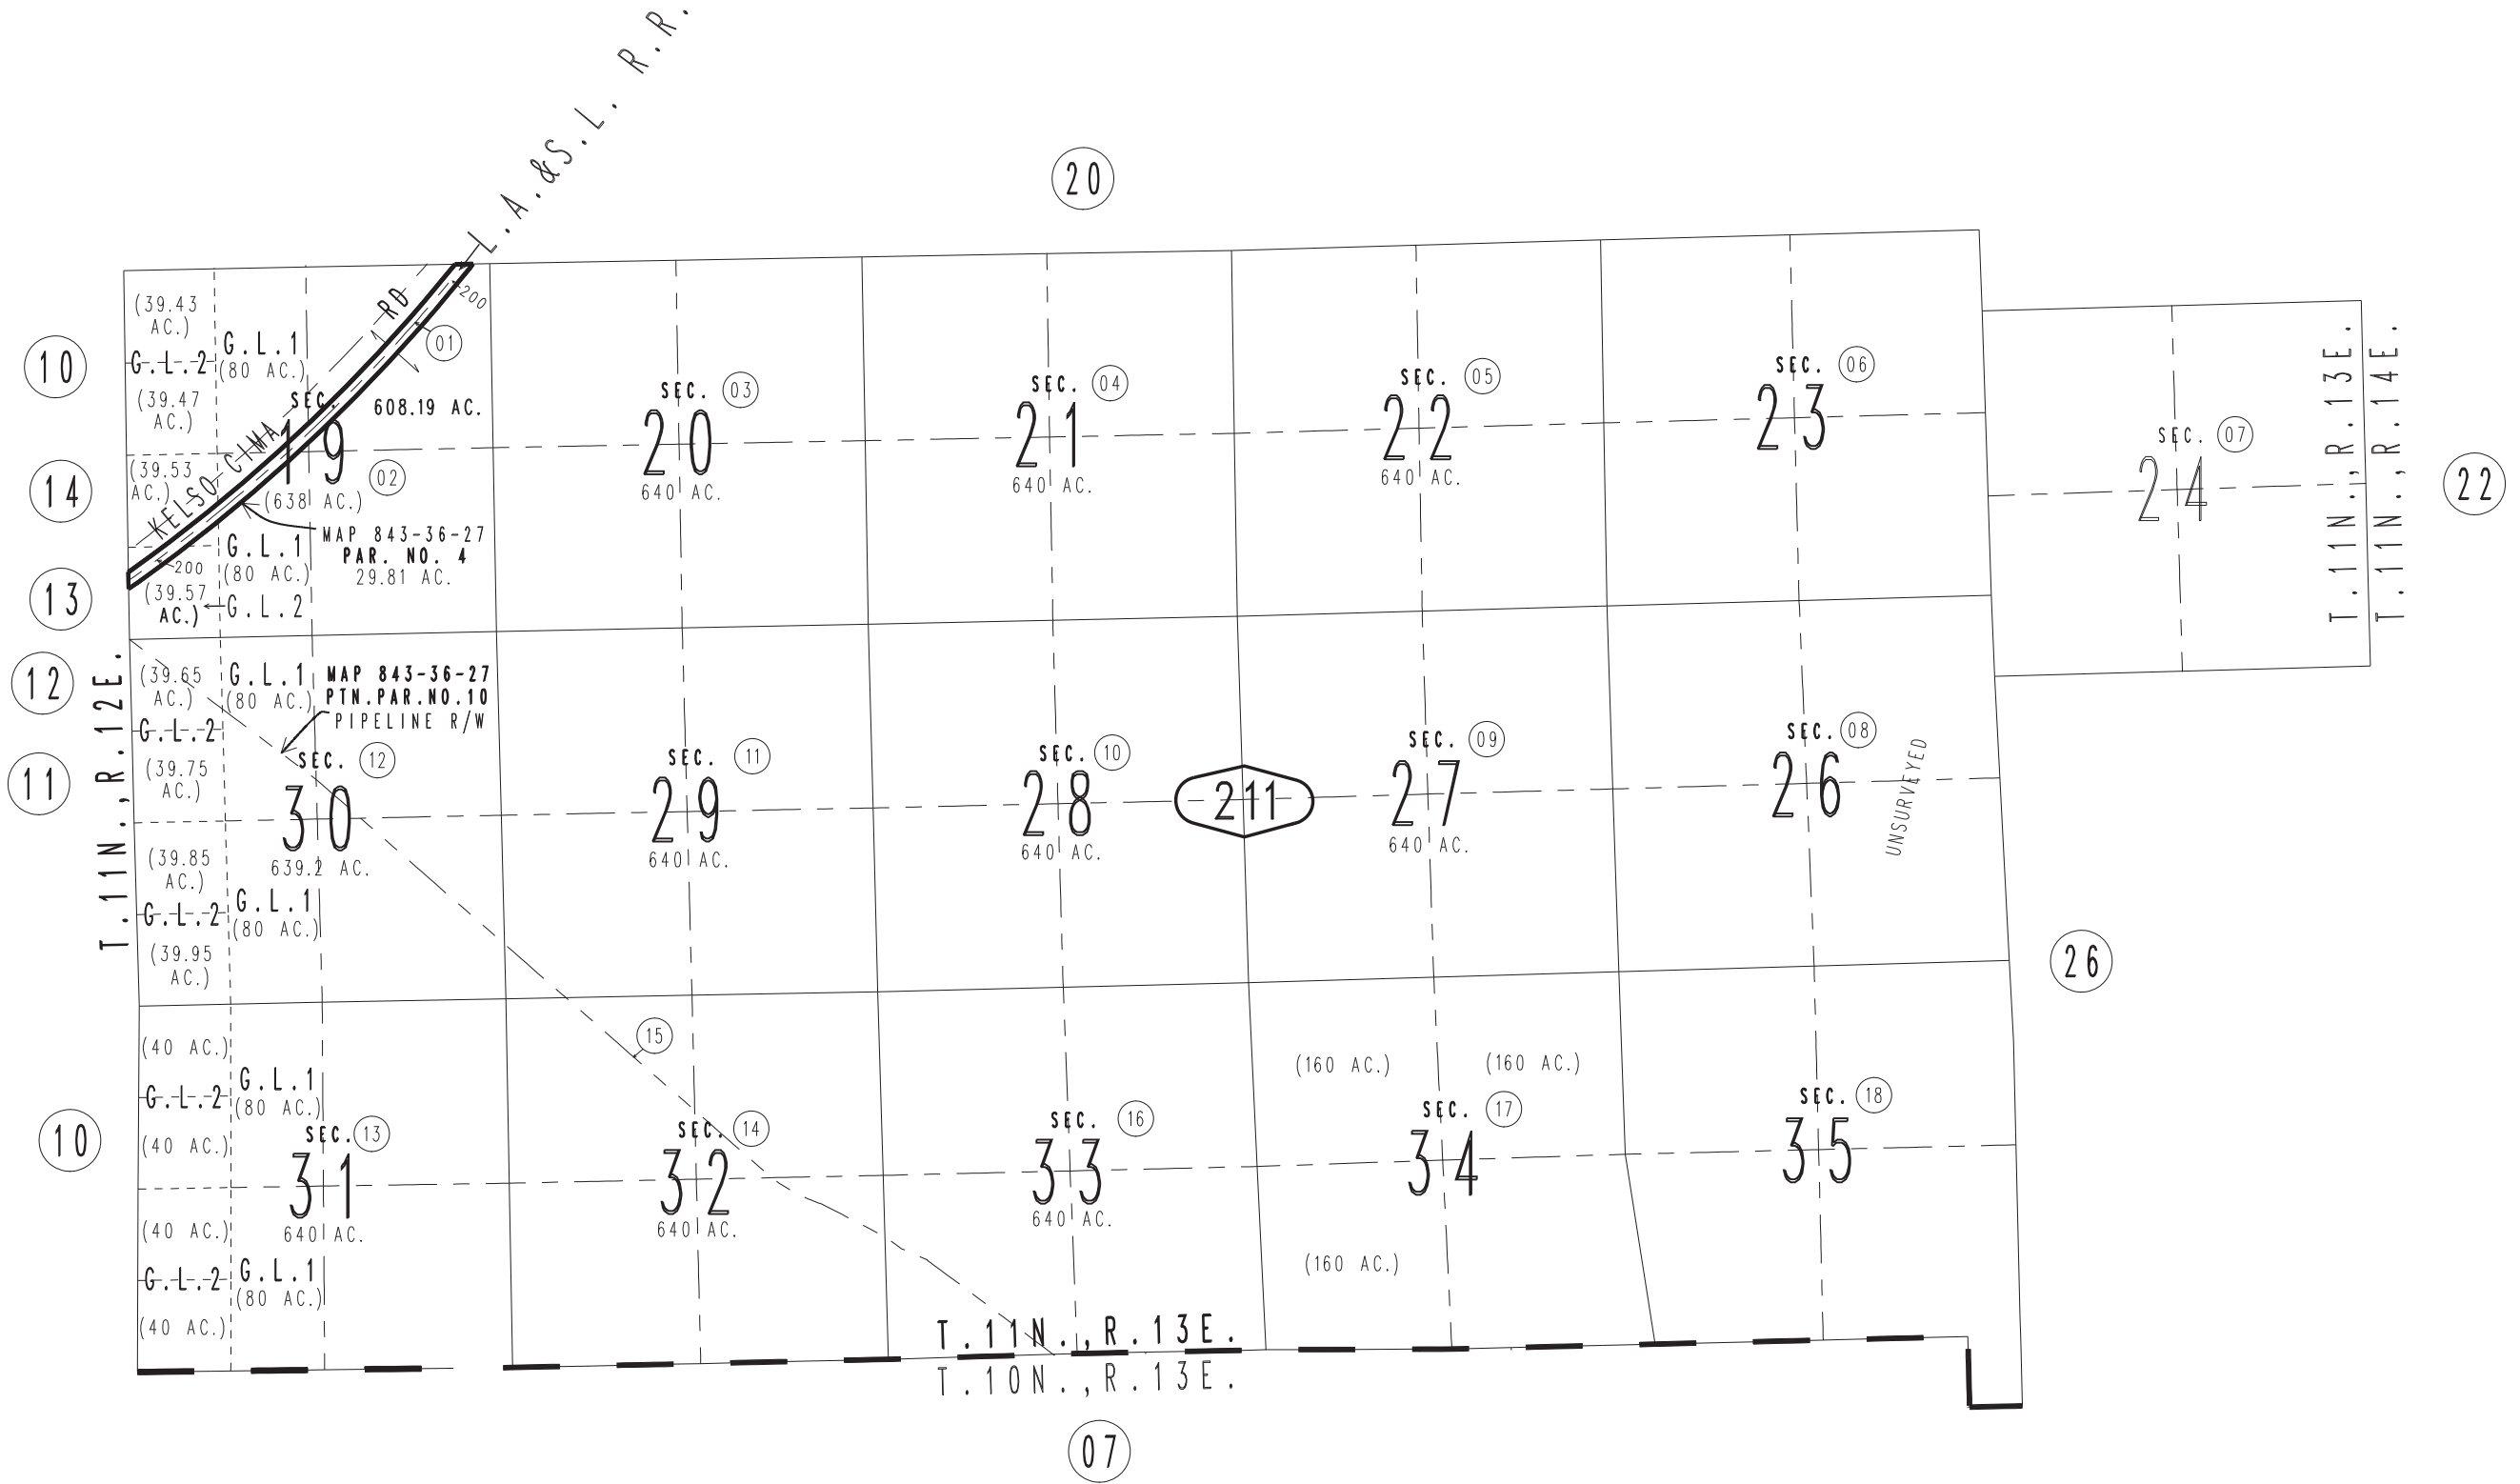 L.A.&S.L. R.R.
20
10
14
13
12
11
10
22
26
07
T.11N.,R.12E.
T.11N.,R.13E.
T.11N.,R.14E.
(39.43
AC.)
G.L.2
G.L.1
(80 AC.)
(39.47
AC.)
(39.53
AC.)
KELSO CIMA RD
200
01
608.19 AC.
SEC.
19
02
(638 AC.)
MAP 843-36-27
PAR. NO. 4
29.81 AC.
G.L.1
(80 AC.)
200
(39.57
AC.)
G.L.2
SEC. 03
20
640 AC.
SEC. 04
21
640 AC.
SEC. 05
22
640 AC.
SEC. 06
23
SEC. 07
24
(39.65
AC.)
G.L.1
(80 AC.)
MAP 843-36-27
PTN.PAR.NO.10
PIPELINE R/W
G.L.2
(39.75
AC.)
SEC. 12
30
639.2 AC.
(39.85
AC.)
G.L.2
G.L.1
(80 AC.)
(39.95
AC.)
SEC. 11
29
640 AC.
SEC. 10
28
640 AC.
211
SEC. 09
27
640 AC.
SEC. 08
26
UNSURVEYED
(40 AC.)
G.L.2
G.L.1
(80 AC.)
(40 AC.)
SEC. 13
31
640 AC.
(40 AC.)
G.L.2
G.L.1
(80 AC.)
(40 AC.)
15
SEC. 14
32
640 AC.
SEC. 16
33
640 AC.
(160 AC.)
(160 AC.)
SEC. 17
34
(160 AC.)
SEC. 18
35
T.11N.,R.13E.
T.10N.,R.13E.